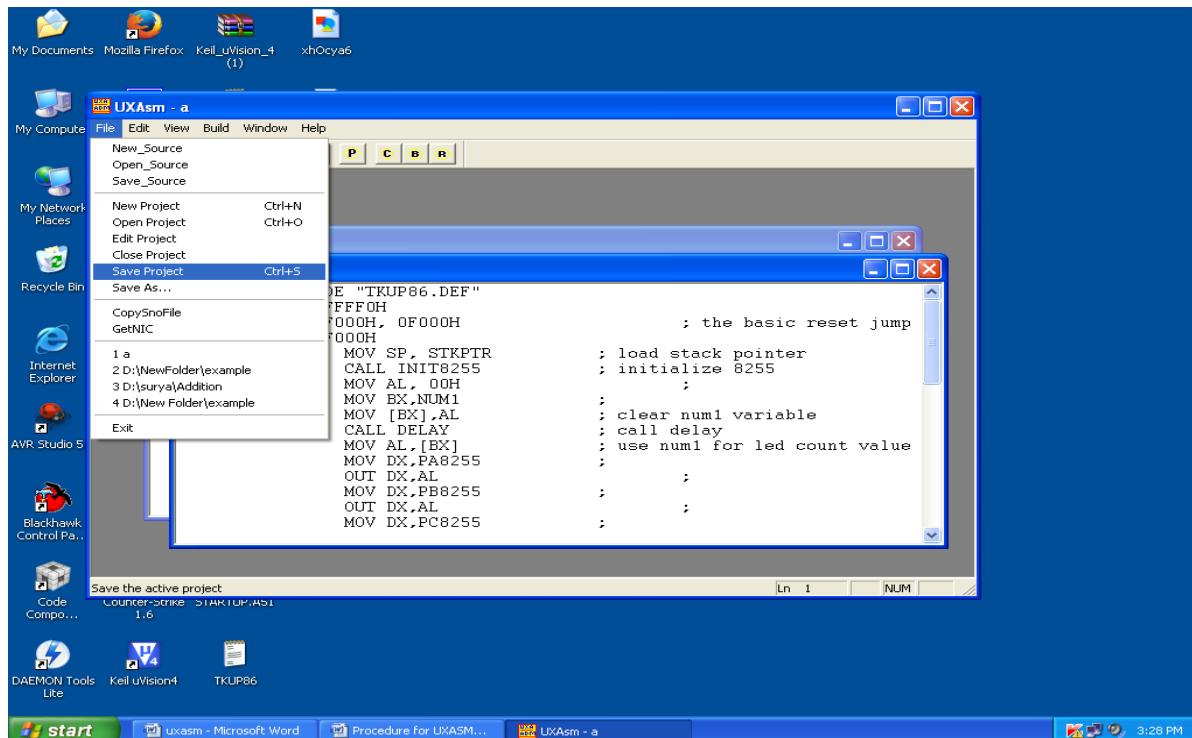 My Documents
Mozilla Firefox
Keil_uVision_4
(1)
xhOcya6
UXAsm - a
My Compute
File Edit View Build Window Help
New_Source
P C B R
Open_Source
Save_Source
My Network
Places
New Project Ctrl+N
Open Project Ctrl+O
Edit Project
Close Project
Save Project Ctrl+S
Save As...
Recycle Bin
CopySnoFile
GetNIC
1 a
2 D:\NewFolder\example
3 D:\surya\Addition
4 D:\New Folder\example
Exit
Internet
Explorer
AVR Studio 5
DE "TKUP86.DEF"
FFFF0H
F000H, 0F000H ; the basic reset jump
F000H
MOV SP, STKPTR ; load stack pointer
CALL INIT8255 ; initialize 8255
MOV AL, 00H ;
MOV BX,NUM1 ;
MOV [BX],AL ; clear num1 variable
CALL DELAY ; call delay
MOV AL,[BX] ; use num1 for led count value
MOV DX,PA8255 ;
OUT DX,AL ;
MOV DX,PB8255 ;
OUT DX,AL ;
MOV DX,PC8255 ;
Blackhawk
Control Pa..
Save the active project
Ln 1 NUM
Code
Compo...
Counter-Strike
1.6
STARTUP.A51
DAEMON Tools
Lite
Keil uVision4
TKUP86
start
uxasm - Microsoft Word
Procedure for UXASM...
UXAsm - a
3:28 PM